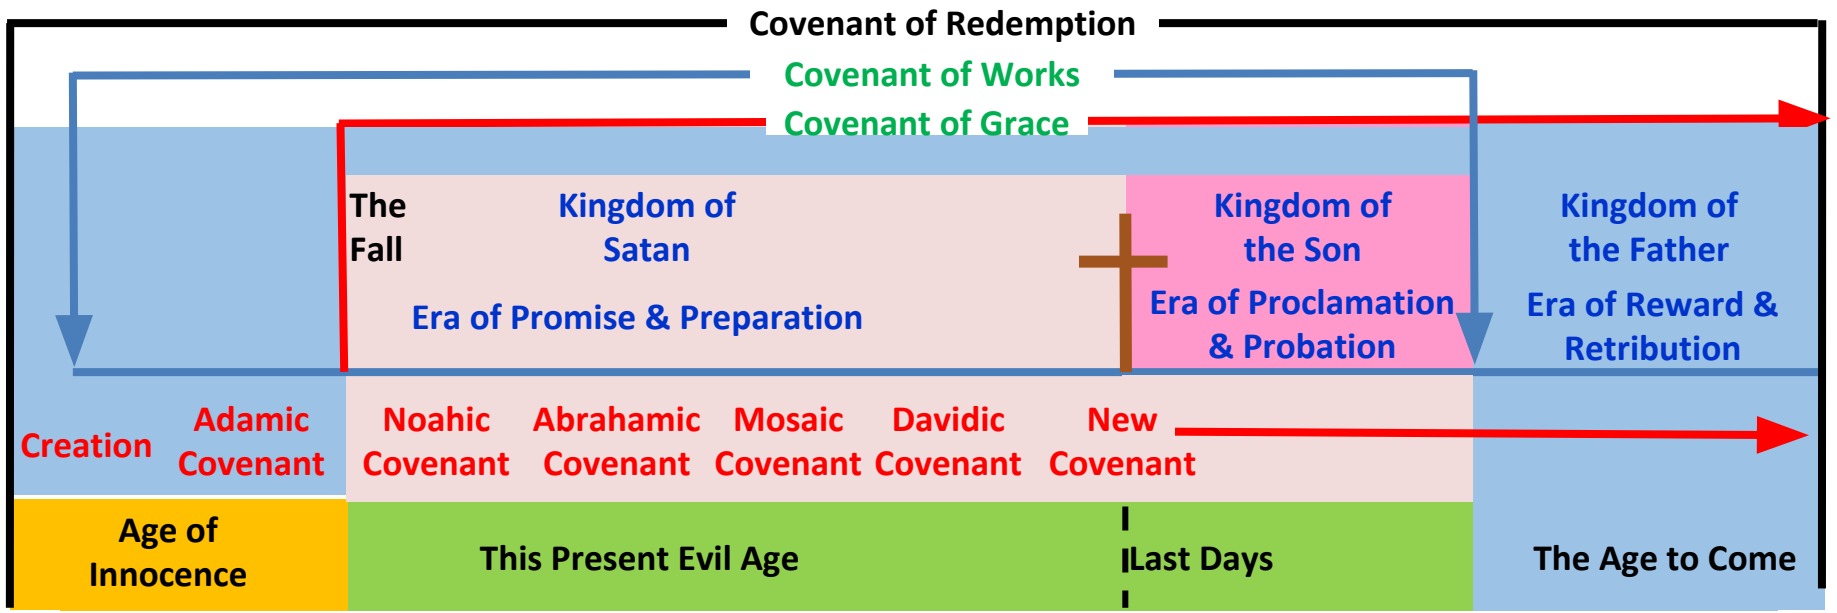 Covenant of Redemption
Covenant of Works
Covenant of Grace
The
Fall
Kingdom of
Satan
Era of Promise & Preparation
Kingdom of
the Son
Era of Proclamation
& Probation
Kingdom of
the Father
Era of Reward &
Retribution
Creation
Adamic
Covenant
Noahic
Covenant
Abrahamic
Covenant
Mosaic
Covenant
Davidic
Covenant
New
Covenant
Age of
Innocence
This Present Evil Age
Last Days
The Age to Come